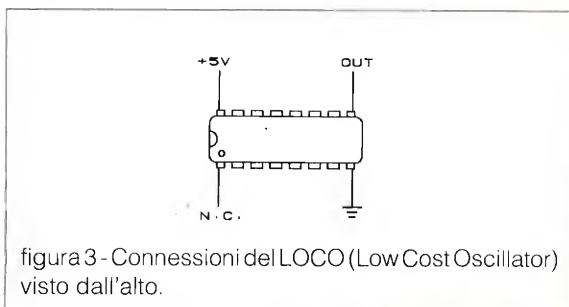 +5V OUT
N.C.
figura 3 - Connessioni del LOCO (Low Cost Oscillator)
visto dall'alto.